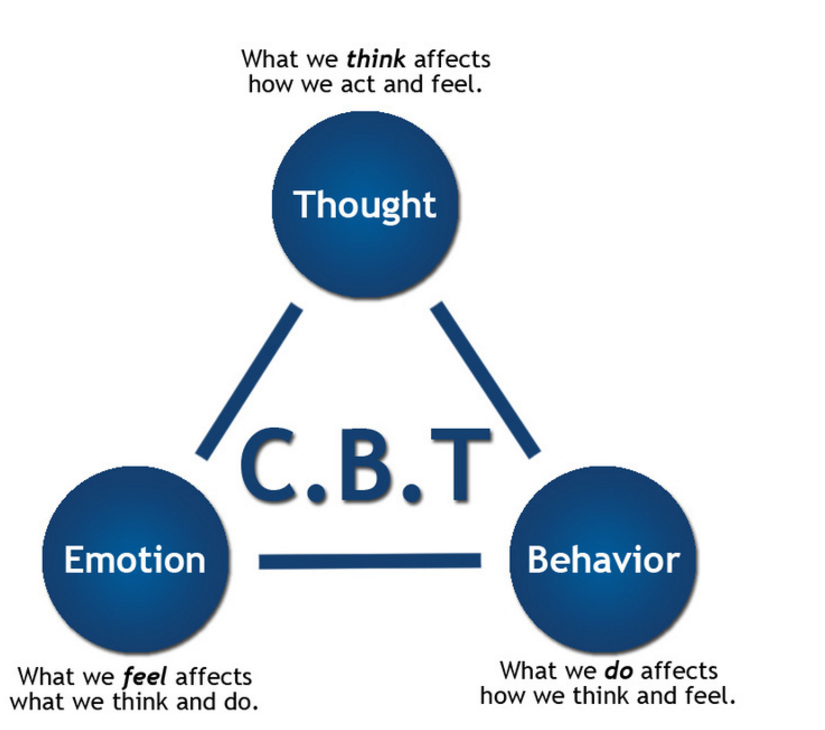 What we think affects
how we act and feel.
Thought
C.B.T
Emotion
Behavior
What we feel affects
what we think and do.
What we do affects
how we think and feel.